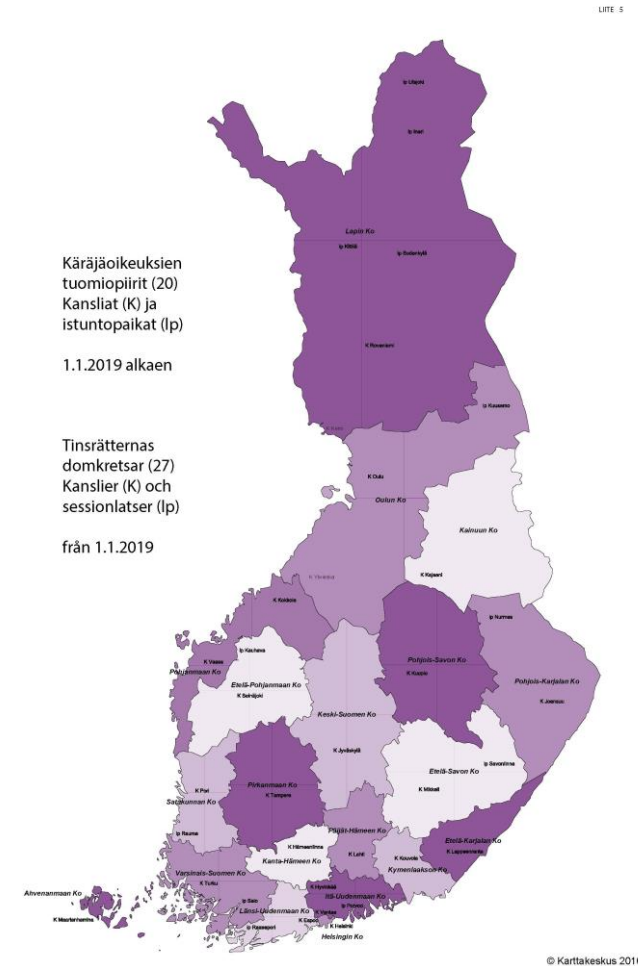 LIITE 5
Käräjäoikeuksien
tuomiopiirit (20)
Kansliat (K) ja
istuntopaikat (Ip)
1.1.2019 alkaen
Tinsrätternas
domkretsar (27)
Kanslier (K) och
sessionlatser (Ip)
från 1.1.2019
Ip Utsjoki
Ip Inari
Lapin Ko
Ip Kittilä
Ip Sodankylä
K Rovaniemi
Ip Kuusamo
K Oulu
Oulun Ko
Kainuun Ko
K Kajaani
K Ylivieska
K Kokkola
Ip Nurmes
Ip Kauhava
K Vaasa
Pohjanmaan Ko
Etelä-Pohjanmaan Ko
K Seinäjoki
Pohjois-Savon Ko
K Kuopio
Pohjois-Karjalan Ko
K Joensuu
Keski-Suomen Ko
K Jyväskylä
Ip Savonlinna
Etelä-Savon Ko
K Mikkeli
Pirkanmaan Ko
K Tampere
K Pori
Satakunnan Ko
Ip Rauma
Päijät-Hämeen Ko
Etelä-Karjalan Ko
K Lappeenranta
K Hämeenlinna
K Lahti
K Kouvola
Kanta-Hämeen Ko
Kymenlaakson Ko
Varsinais-Suomen Ko
K Turku
K Hyvinkää
Itä-Uudenmaan Ko
Ahvenanmaan Ko
Ip Salo
Ip Porvoo
Länsi-Uudenmaan Ko
K Vantaa
K Maarianhamina
K Espoo
Ip Raasepori
K Helsinki
Helsingin Ko
© Karttakeskus 2016